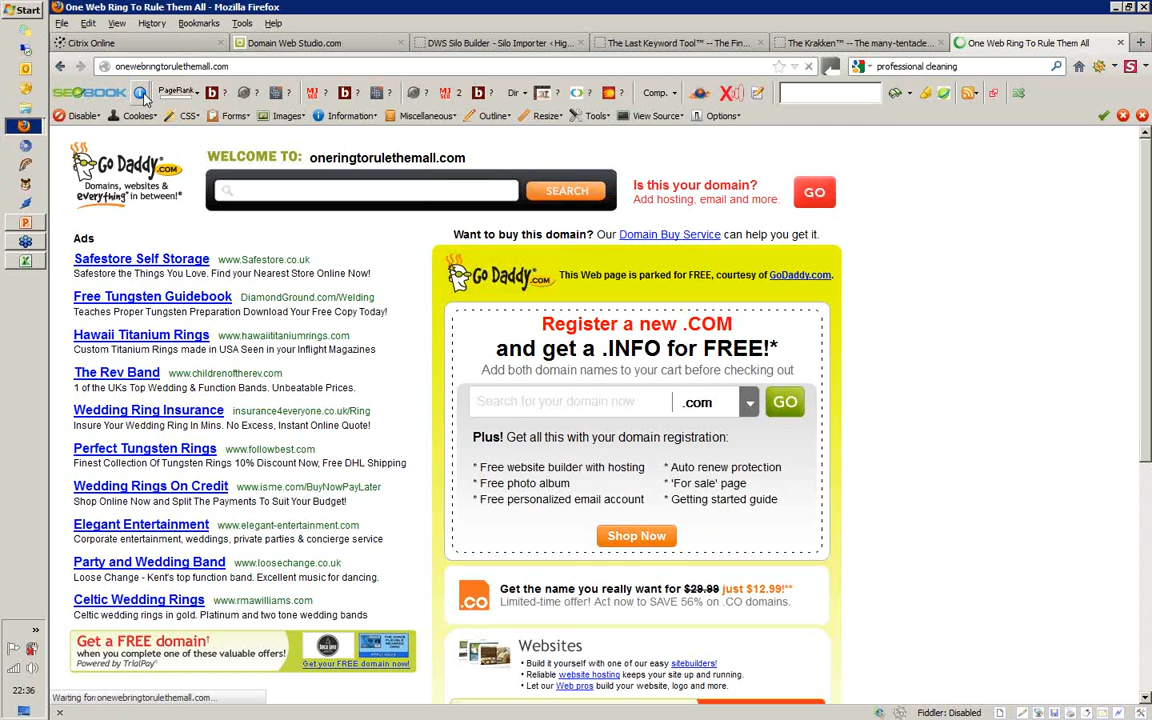 Start
One Web Ring To Rule Them All - Mozilla Firefox
File Edit View History Bookmarks Tools Help
Citrix Online
Domain Web Studio.com
DWS Silo Builder - Silo Importer ‹ Hig...
The Last Keyword Tool™ -- The Fin...
The Krakken™ -- The many-tentacle...
One Web Ring To Rule Them All
onewebringtorulethemall.com
professional cleaning
SEOBOOK
PageRank
b ? ? ? MJSEO ? b ? ? ? MJSEO 2 b ? Dir ? ? ? Comp.
Disable Cookies CSS Forms Images Information Miscellaneous Outline Resize Tools View Source Options
Go Daddy.COM
Domains, websites & everything* in between!®
WELCOME TO: oneringtorulethemall.com
SEARCH
Is this your domain?
Add hosting, email and more.
GO
Want to buy this domain? Our Domain Buy Service can help you get it.
Ads
Safestore Self Storage www.Safestore.co.uk
Safestore the Things You Love. Find your Nearest Store Online Now!
Free Tungsten Guidebook DiamondGround.com/Welding
Teaches Proper Tungsten Preparation Download Your Free Copy Today!
Hawaii Titanium Rings www.hawaiititaniumrings.com
Custom Titanium Rings made in USA Seen in your Inflight Magazines
The Rev Band www.childrenoftherev.com
1 of the UKs Top Wedding & Function Bands. Unbeatable Prices.
Wedding Ring Insurance insurance4everyone.co.uk/Ring
Insure Your Wedding Ring In Mins. No Excess, Instant Online Quote!
Perfect Tungsten Rings www.followbest.com
Finest Collection Of Tungsten Rings 10% Discount Now, Free DHL Shipping
Wedding Rings On Credit www.isme.com/BuyNowPayLater
Shop Online Now and Split The Payments To Suit Your Budget!
Elegant Entertainment www.elegant-entertainment.com
Corporate entertainment, weddings, private parties & concierge service
Party and Wedding Band www.loosechange.co.uk
Loose Change - Kent's top function band. Excellent music for dancing.
Celtic Wedding Rings www.rmawilliams.com
Celtic wedding rings in gold. Platinum and two tone wedding bands
Get a FREE domain†
when you complete one of these valuable offers!
Powered by TrialPay®
Get your FREE domain now!
Go Daddy.COM
This Web page is parked for FREE, courtesy of GoDaddy.com.
Register a new .COM
and get a .INFO for FREE!*
Add both domain names to your cart before checking out
Search for your domain now
.com
GO
Plus! Get all this with your domain registration:
* Free website builder with hosting
* Free photo album
* Free personalized email account
* Auto renew protection
* 'For sale' page
* Getting started guide
Shop Now
.co
Get the name you really want for $29.99 just $12.99!**
Limited-time offer! Act now to SAVE 56% on .CO domains.
Websites
• Build it yourself with one of our easy sitebuilders!
• Reliable website hosting keeps your site up and running.
• Let our Web pros build your website, logo and more.
22:36
Waiting for onewebringtorulethemall.com...
Fiddler: Disabled